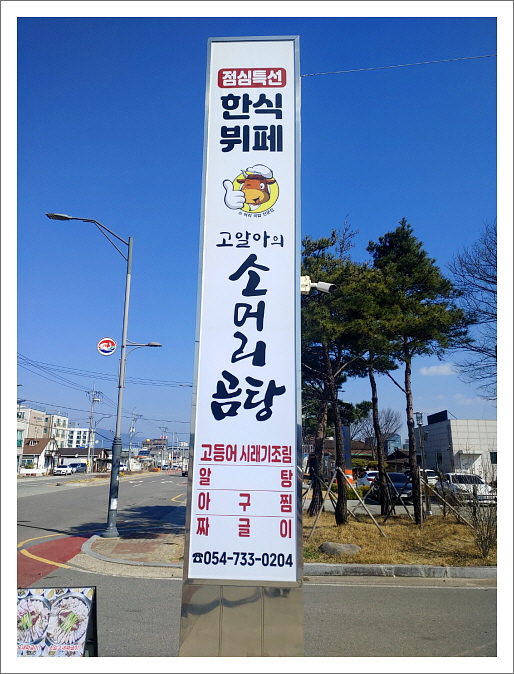 점심특선
한식
뷔페
고알아의
소머리
곰탕
고등어 시래기조림
알 탕
아 구 찜
짜 글 이
☎054-733-0204